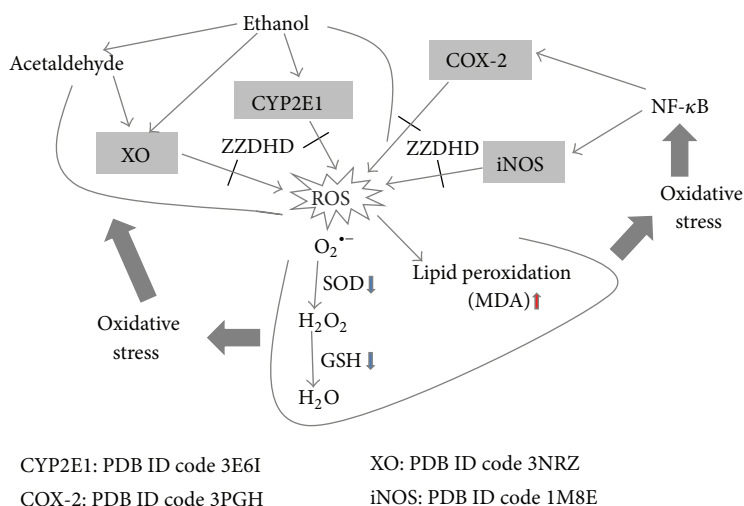 Ethanol
Acetaldehyde
COX-2
CYP2E1
NF-κB
XO
ZZDHD
ZZDHD
iNOS
ROS
Oxidative
stress
O₂•−
Lipid peroxidation
(MDA)
SOD
H₂O₂
Oxidative
stress
GSH
H₂O
CYP2E1: PDB ID code 3E6I
XO: PDB ID code 3NRZ
COX-2: PDB ID code 3PGH
iNOS: PDB ID code 1M8E